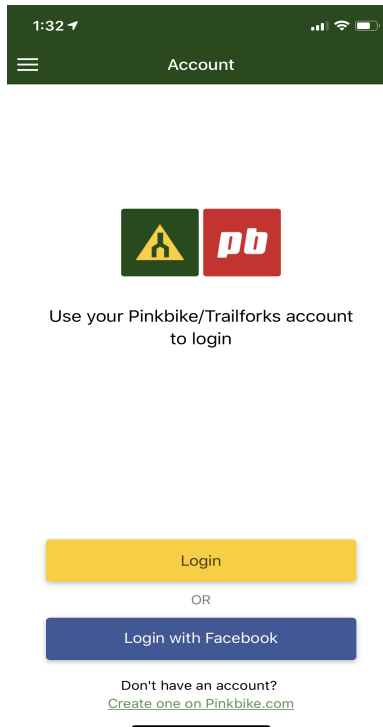 1:32
Account
pb
Use your Pinkbike/Trailforks account
to login
Login
OR
Login with Facebook
Don't have an account?
Create one on Pinkbike.com